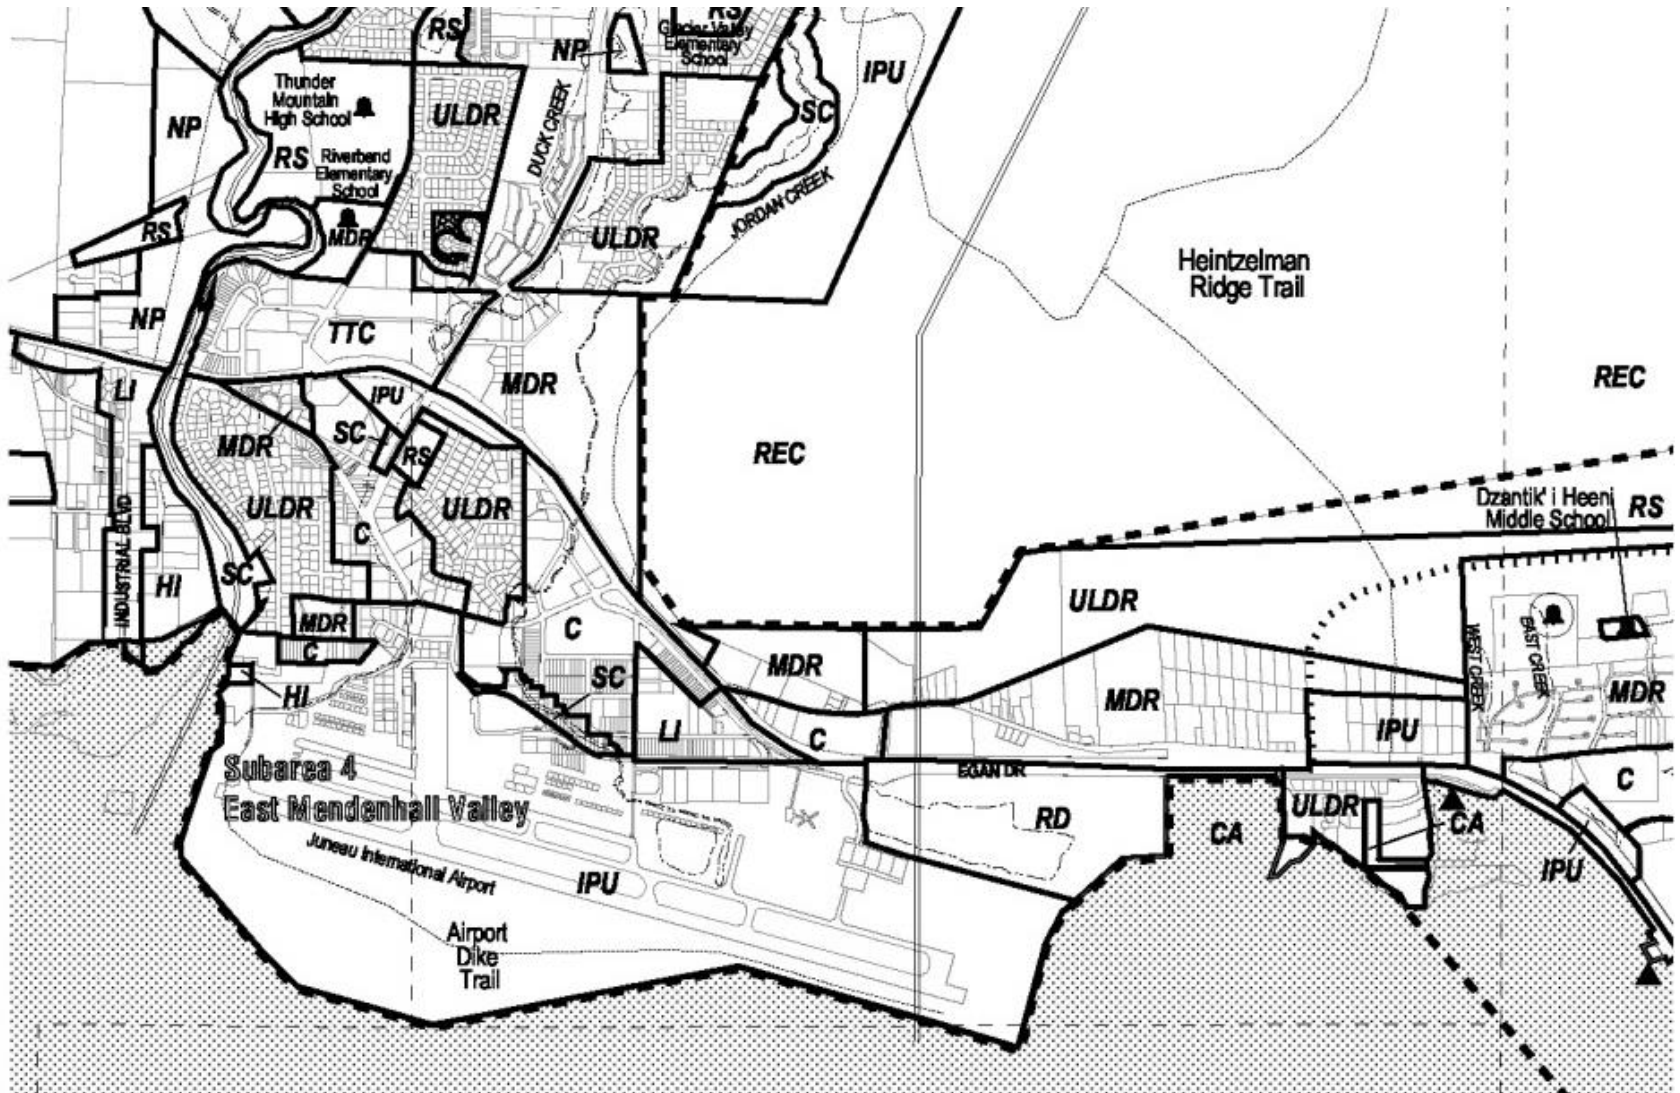 RS
NP
RS
Glacier Valley
Elementary
School
IPU
Thunder
Mountain
High School
NP
ULDR
SC
DUCK CREEK
RS
Riverbend
Elementary
School
JORDAN CREEK
RS
MDR
ULDR
Heintzelman
Ridge Trail
NP
TTC
LI
IPU
MDR
REC
MDR
SC
RS
REC
ULDR
ULDR
C
INDUSTRIAL BLVD
Dzantik' i Heeni
Middle School
RS
HI
SC
ULDR
MDR
C
C
WEST CREEK
EAST CREEK
MDR
SC
HI
MDR
MDR
LI
C
IPU
C
Subarea 4
East Mendenhall Valley
EGAN DR
RD
CA
ULDR
CA
Juneau International Airport
IPU
IPU
Airport
Dike
Trail